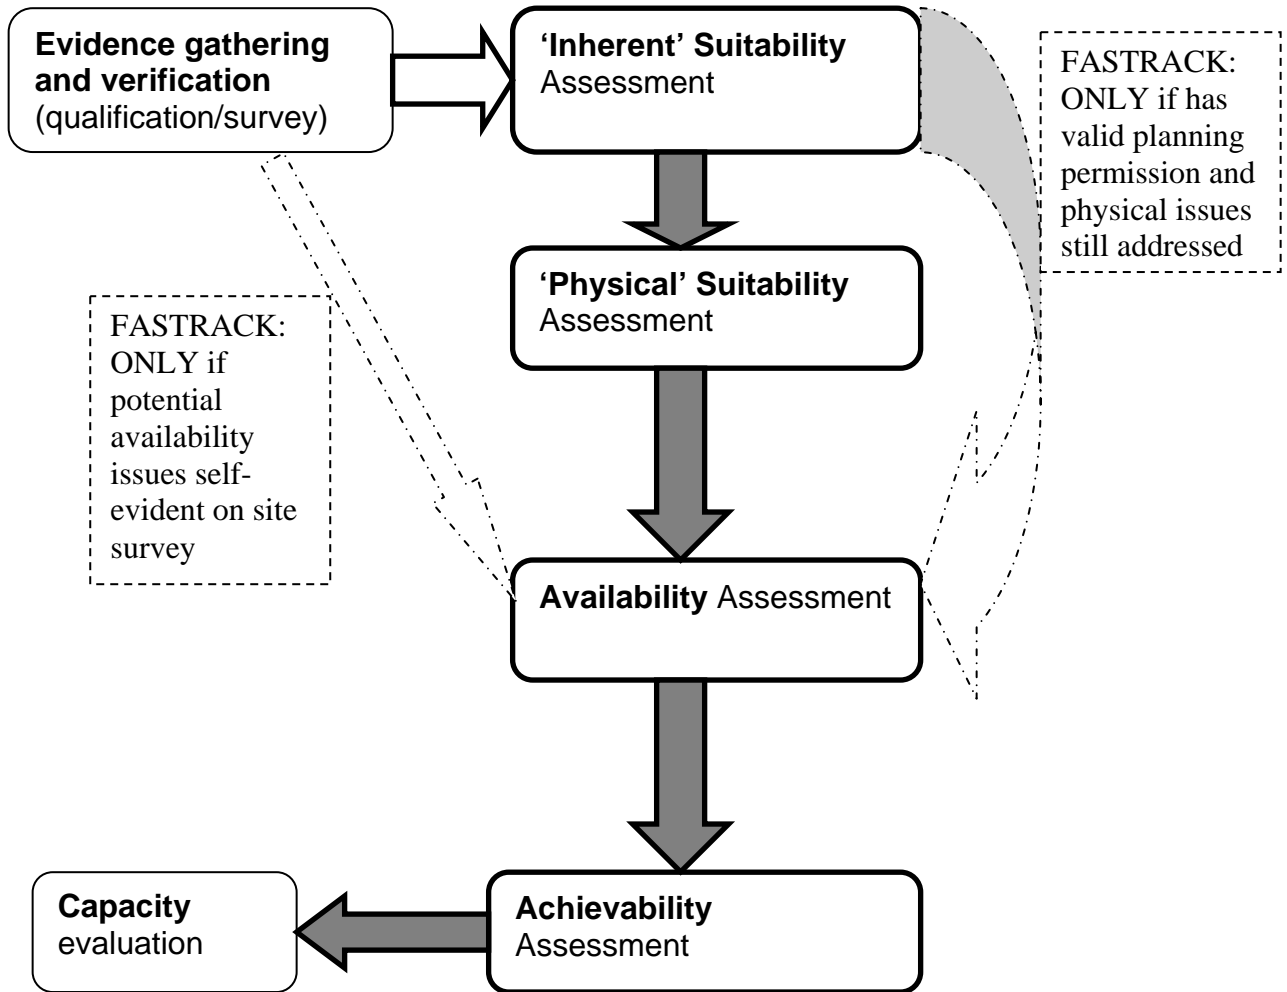 Evidence gathering
and verification
(qualification/survey)
‘Inherent’ Suitability
Assessment
FASTRACK:
ONLY if has
valid planning
permission and
physical issues
still addressed
‘Physical’ Suitability
Assessment
FASTRACK:
ONLY if
potential
availability
issues self-
evident on site
survey
Availability Assessment
Achievability
Assessment
Capacity
evaluation